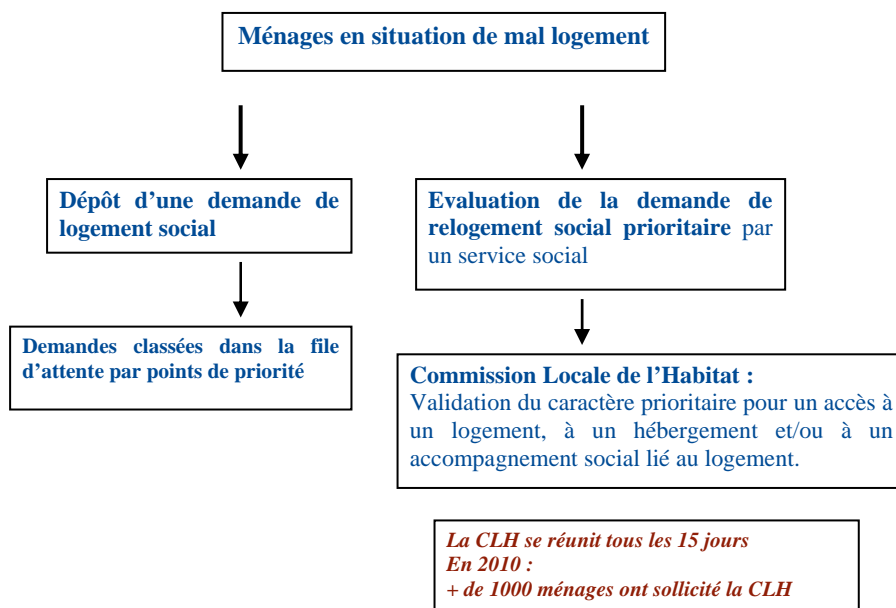 Ménages en situation de mal logement
Dépôt d’une demande de
logement social
Evaluation de la demande de
relogement social prioritaire par
un service social
Demandes classées dans la file
d’attente par points de priorité
Commission Locale de l’Habitat :
Validation du caractère prioritaire pour un accès à
un logement, à un hébergement et/ou à un
accompagnement social lié au logement.
La CLH se réunit tous les 15 jours
En 2010 :
+ de 1000 ménages ont sollicité la CLH